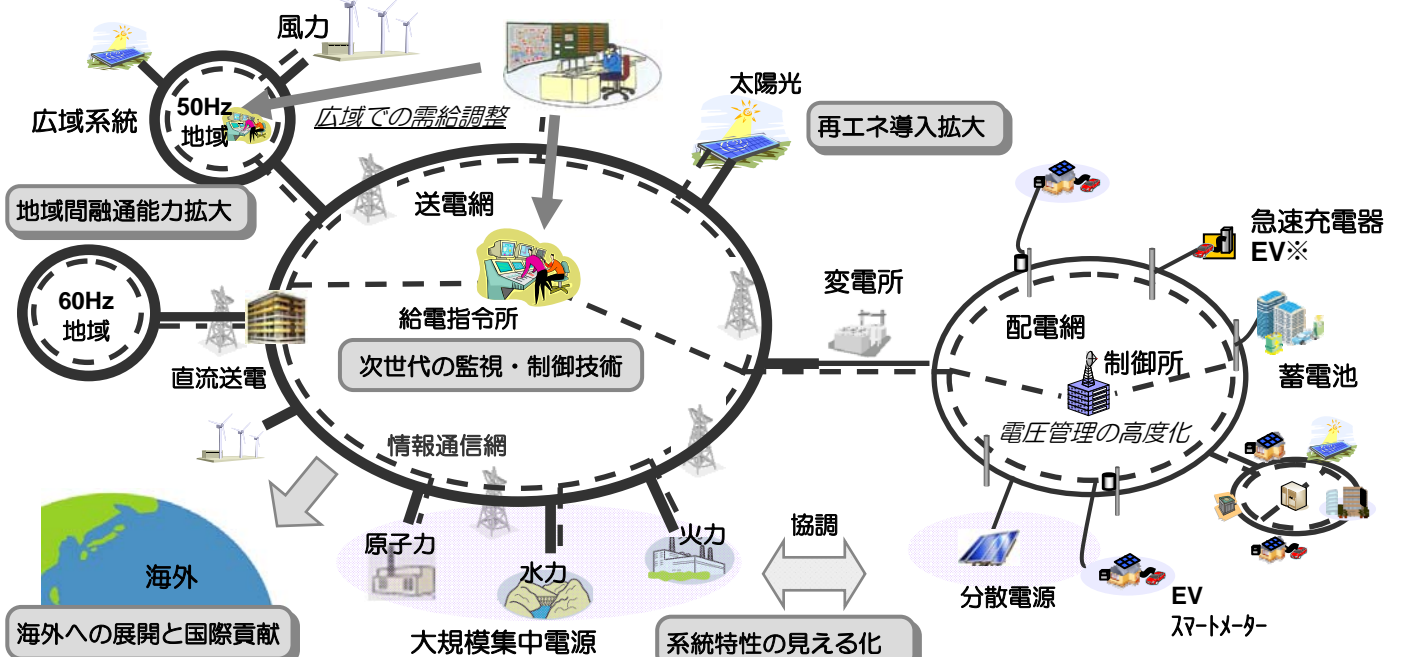 風力
太陽光
再エネ導入拡大
50Hz
地域
広域系統
広域での需給調整
地域間融通能力拡大
送電網
急速充電器
EV※
60Hz
地域
変電所
給電指令所
配電網
次世代の監視・制御技術
制御所
直流送電
蓄電池
電圧管理の高度化
情報通信網
原子力
水力
火力
協調
海外
分散電源
EV
スマートメーター
海外への展開と国際貢献
大規模集中電源
系統特性の見える化